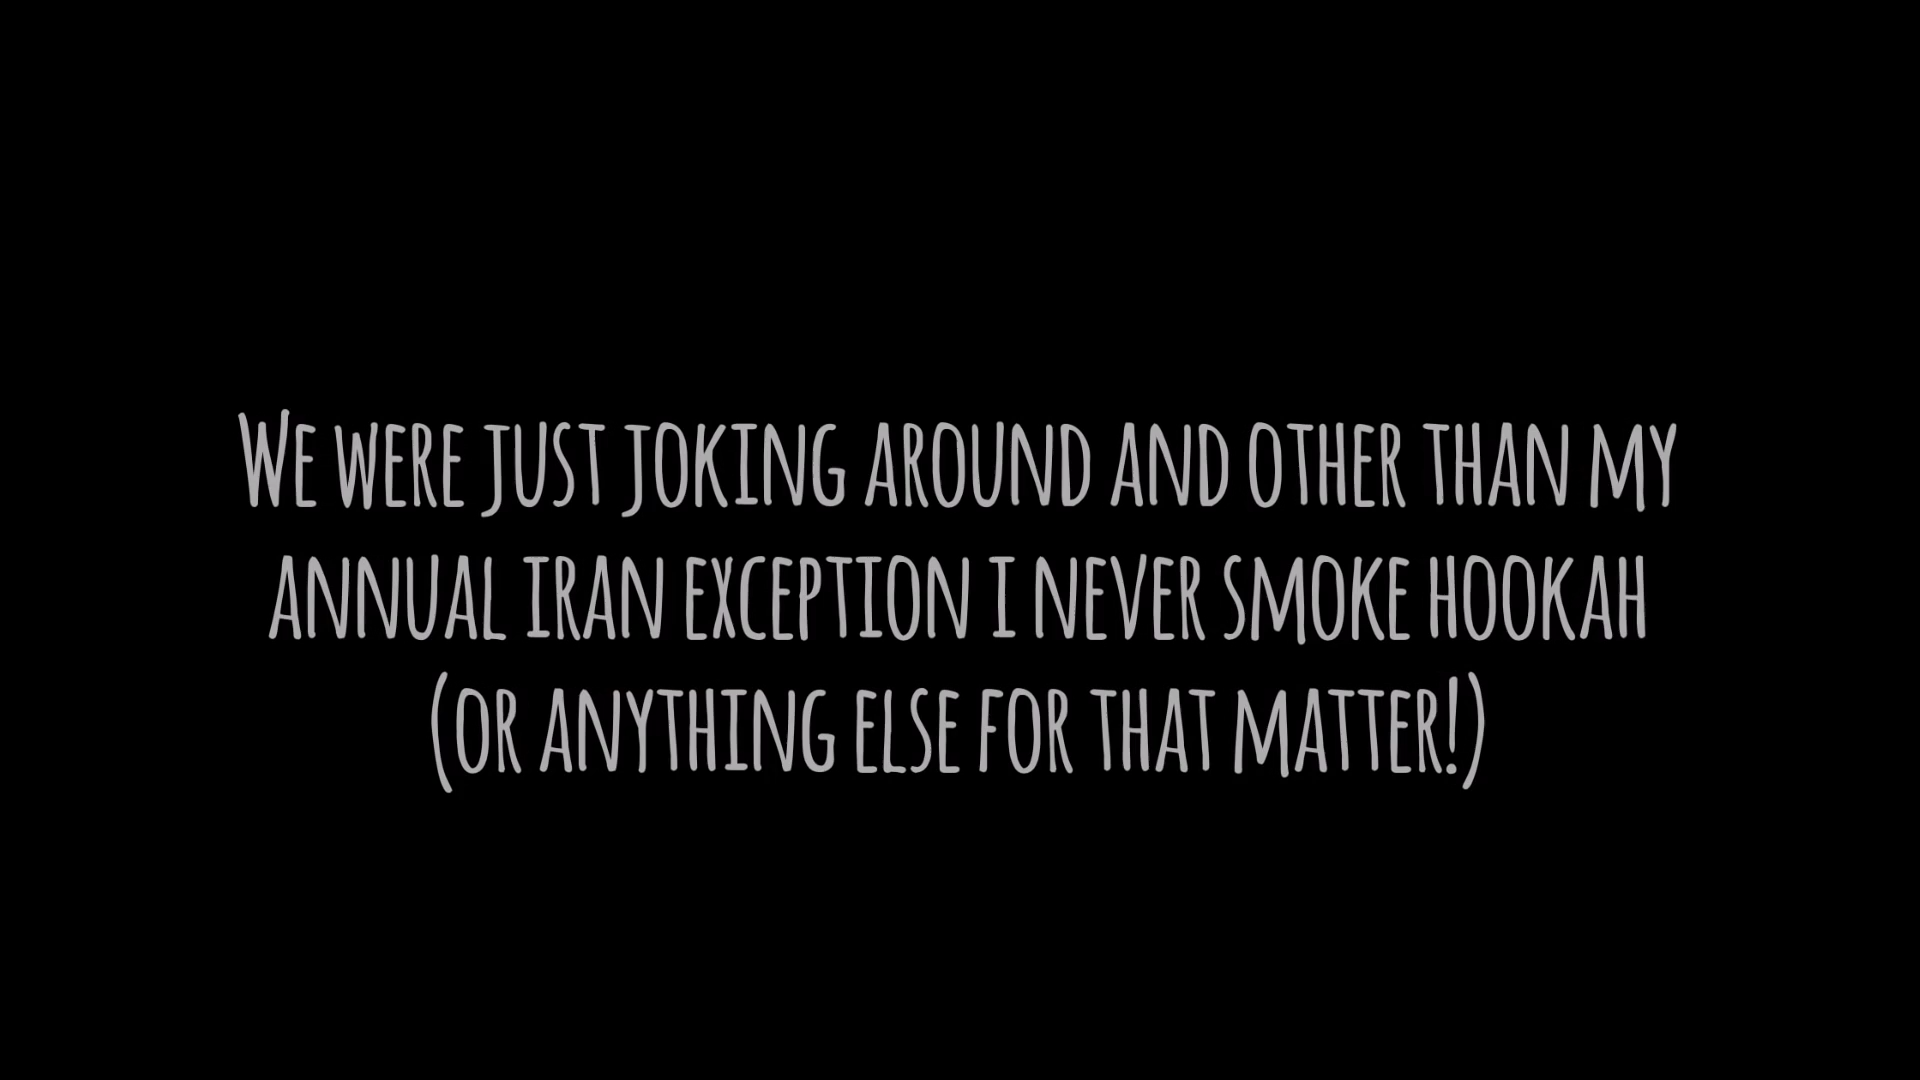 We were just joking around and other than my
annual iran exception i never smoke hookah
(or anything else for that matter!)